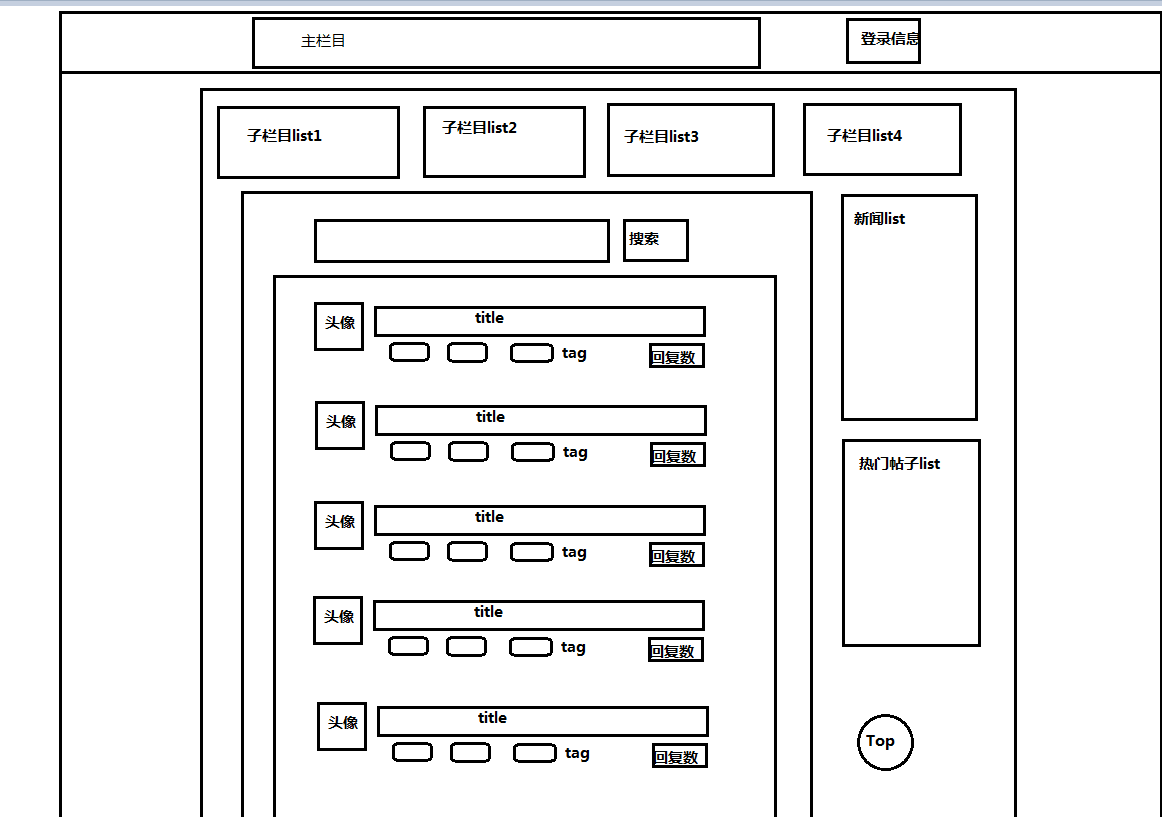 主栏目
登录信息
子栏目list1
子栏目list2
子栏目list3
子栏目list4
搜索
新闻list
头像
title
tag
回复数
头像
title
tag
回复数
热门帖子list
头像
title
tag
回复数
头像
title
tag
回复数
头像
title
tag
回复数
Top